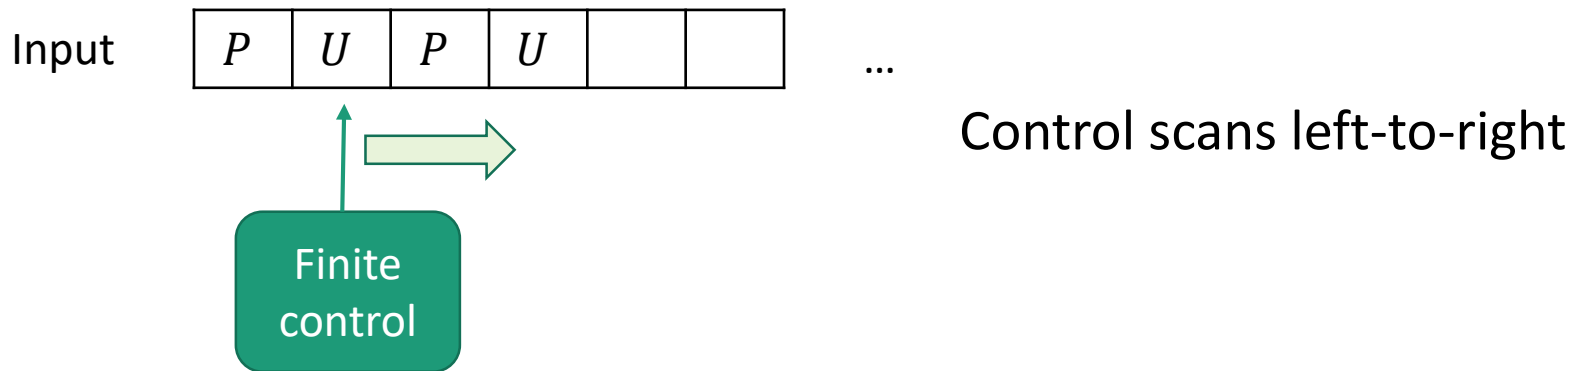 Input P U P U ...
Control scans left-to-right
Finite
control